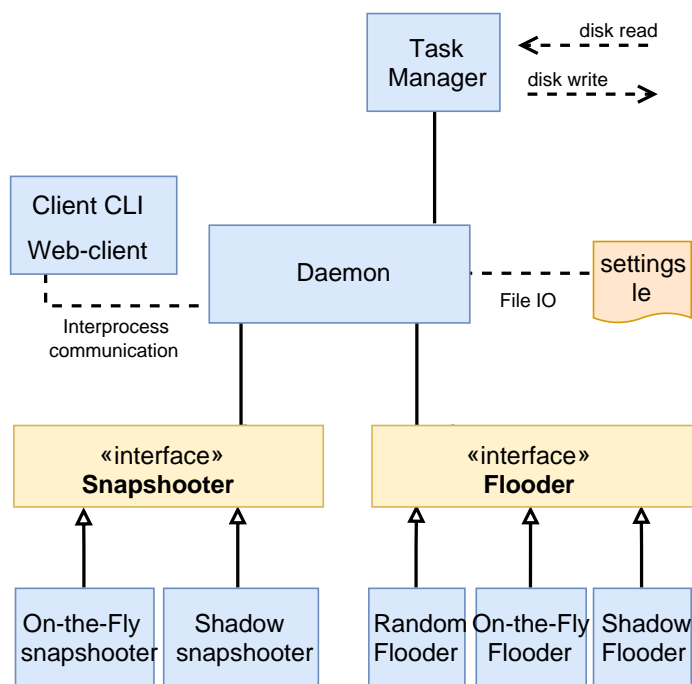 Task
Manager
disk read
disk write
Client CLI
Web-client
Daemon
settings
le
File IO
Interprocess
communication
«interface»
Snapshooter
«interface»
Flooder
On-the-Fly
snapshooter
Shadow
snapshooter
Random
Flooder
On-the-Fly
Flooder
Shadow
Flooder